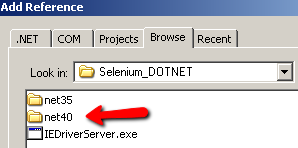 Add Reference
.NET COM Projects Browse Recent
Look in: Selenium_DOTNET
net35
net40
IEDriverServer.exe